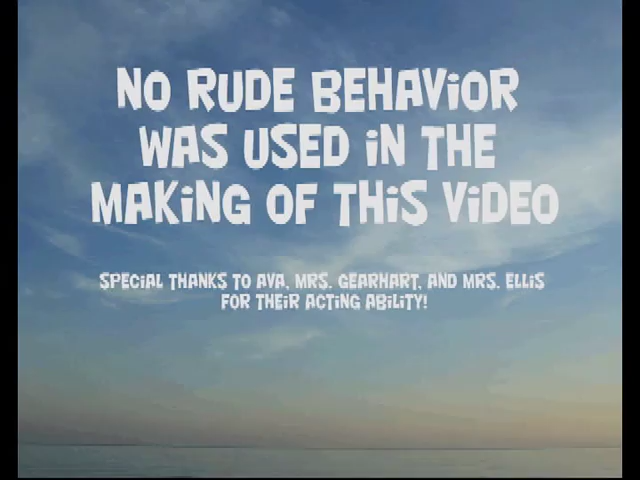 NO RUDE BEHAViOR
WAS USED iN THE
MAKiNG OF THiS ViDEO
SPECiAL THANKS TO AVA, MRS. GEARHART, AND MRS. ELLiS
FOR THEiR ACTiNG ABiLiTY!